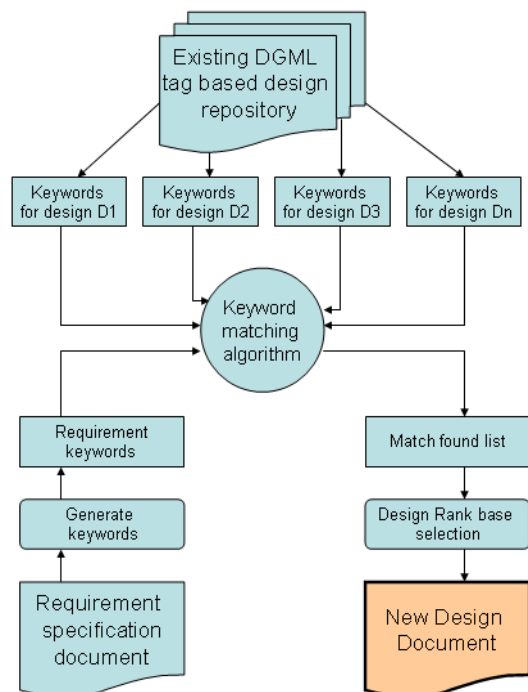 Existing DGML
tag based design
repository
Keywords
for design D1
Keywords
for design D2
Keywords
for design D3
Keywords
for design Dn
Keyword
matching
algorithm
Requirement
keywords
Match found list
Generate
keywords
Design Rank base
selection
Requirement
specification
document
New Design
Document